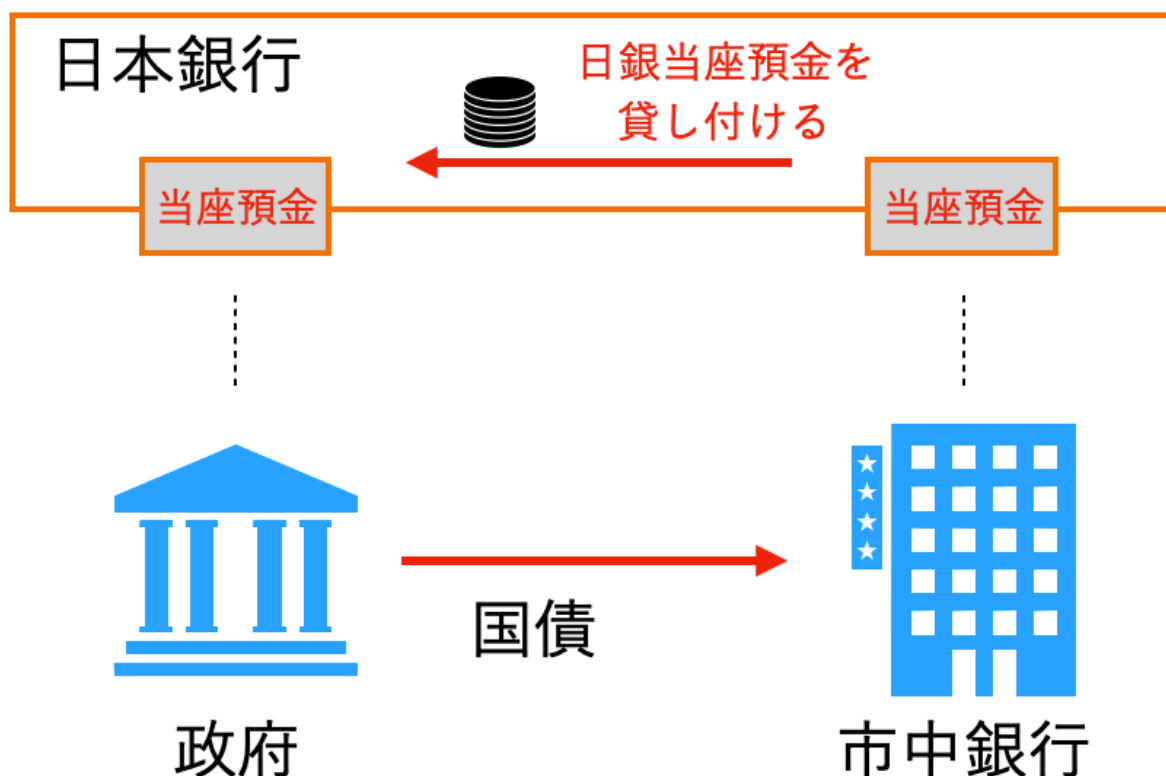 日本銀行
日銀当座預金を
貸し付ける
当座預金
当座預金
国債
政府
市中銀行